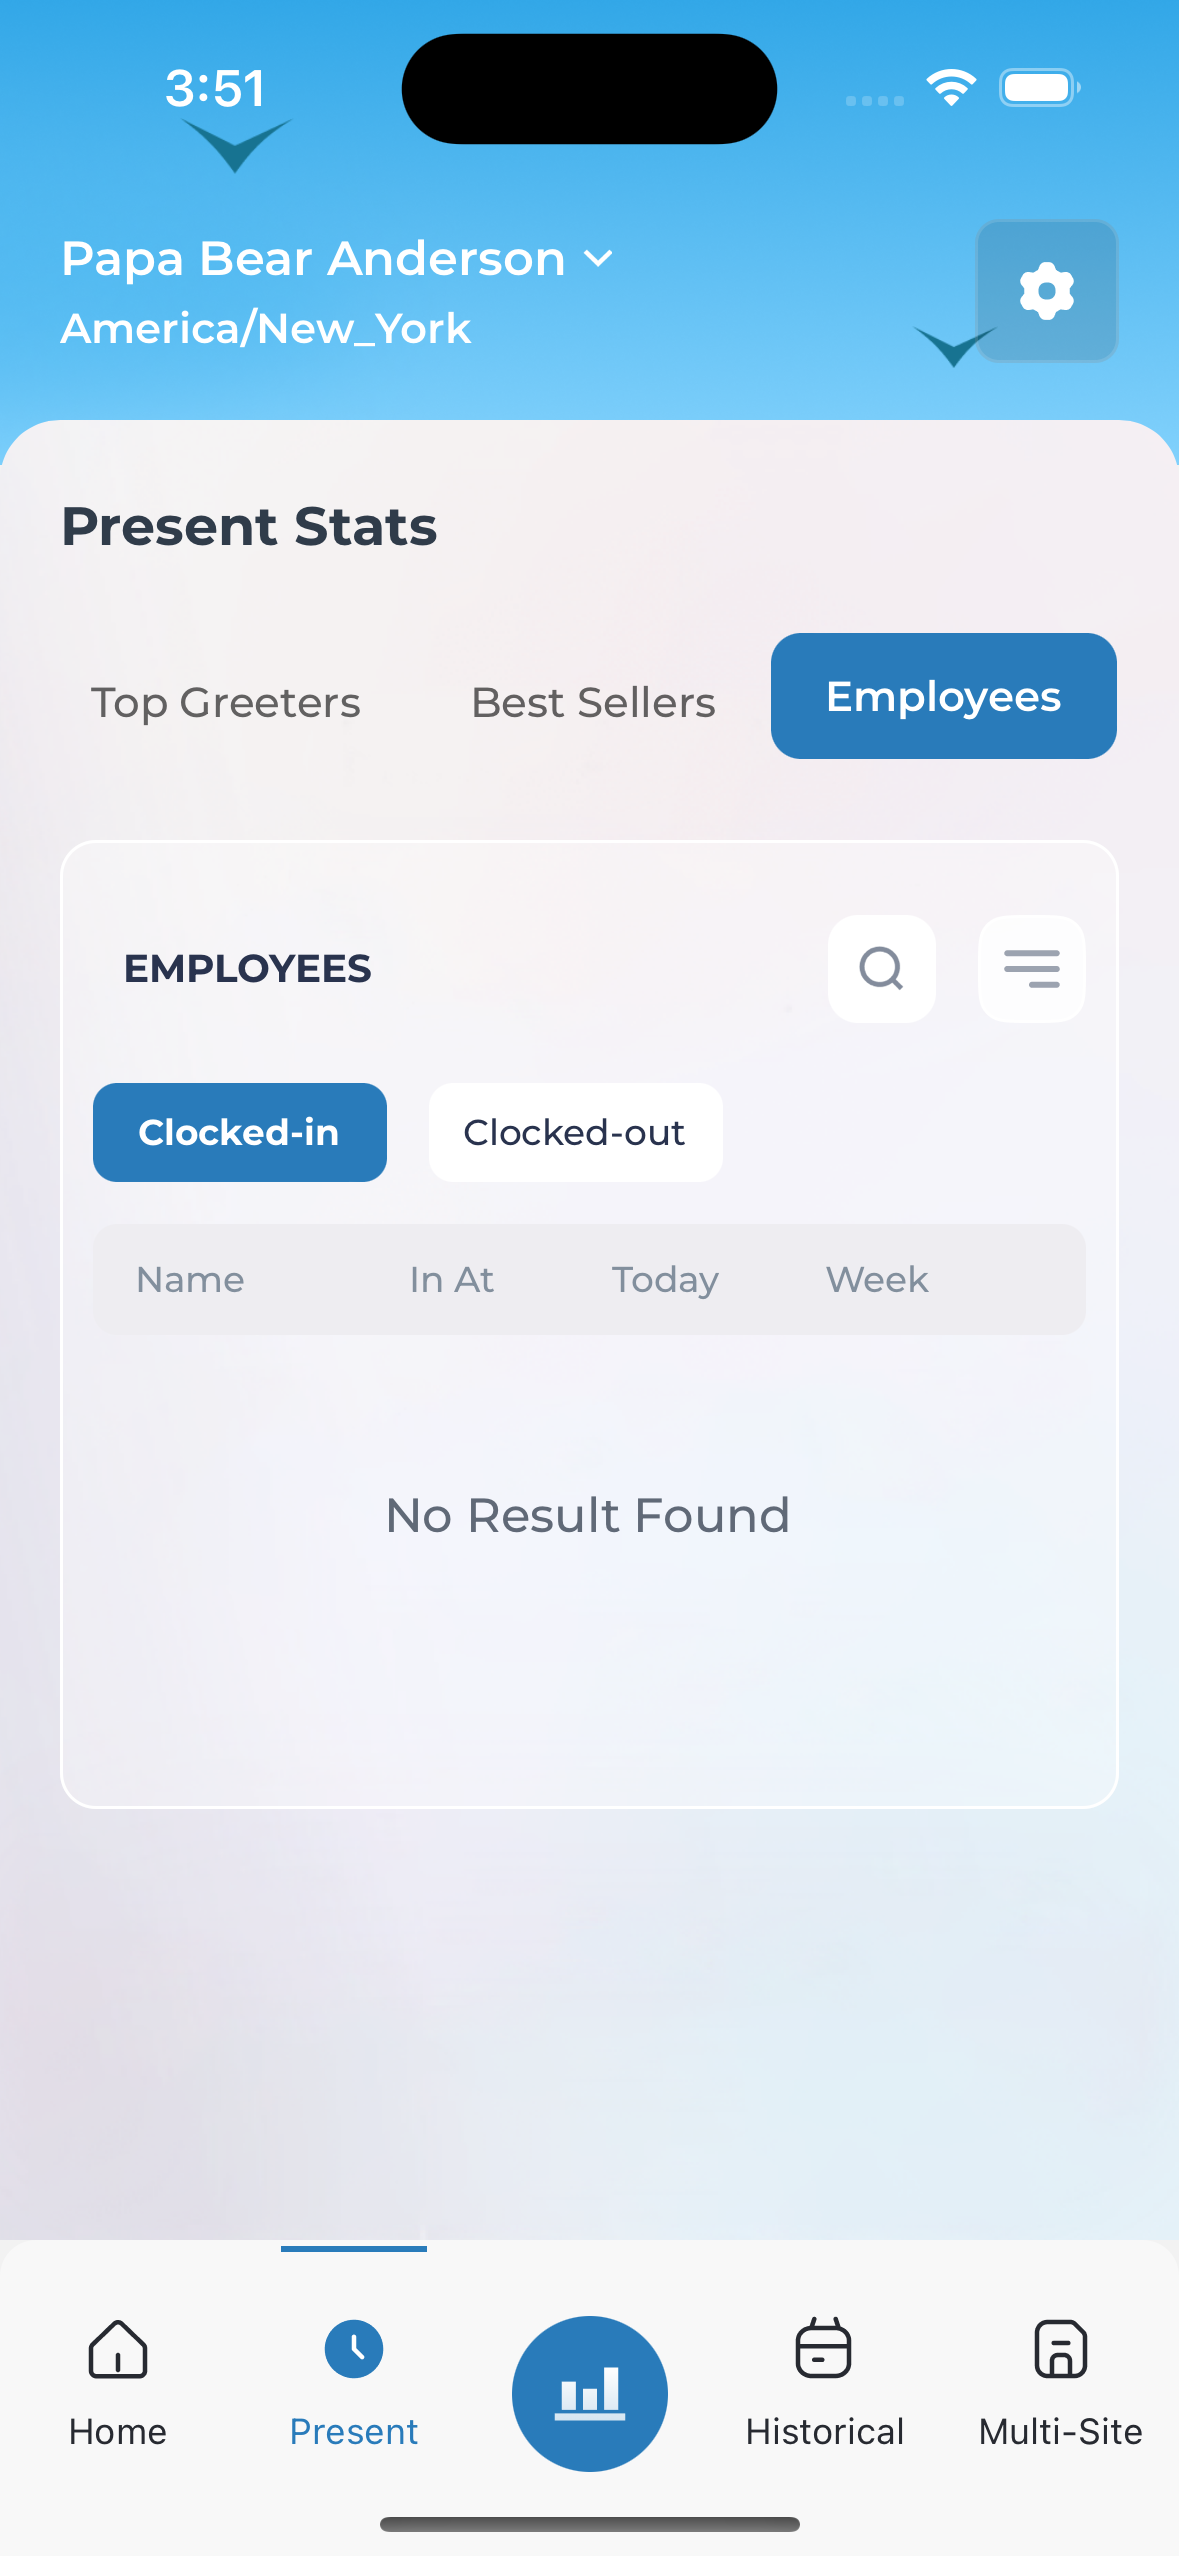 3:51
Papa Bear Anderson
America/New_York
Present Stats
Top Greeters Best Sellers Employees
EMPLOYEES
Clocked-in Clocked-out
Name In At Today Week
No Result Found
Home Present Historical Multi-Site